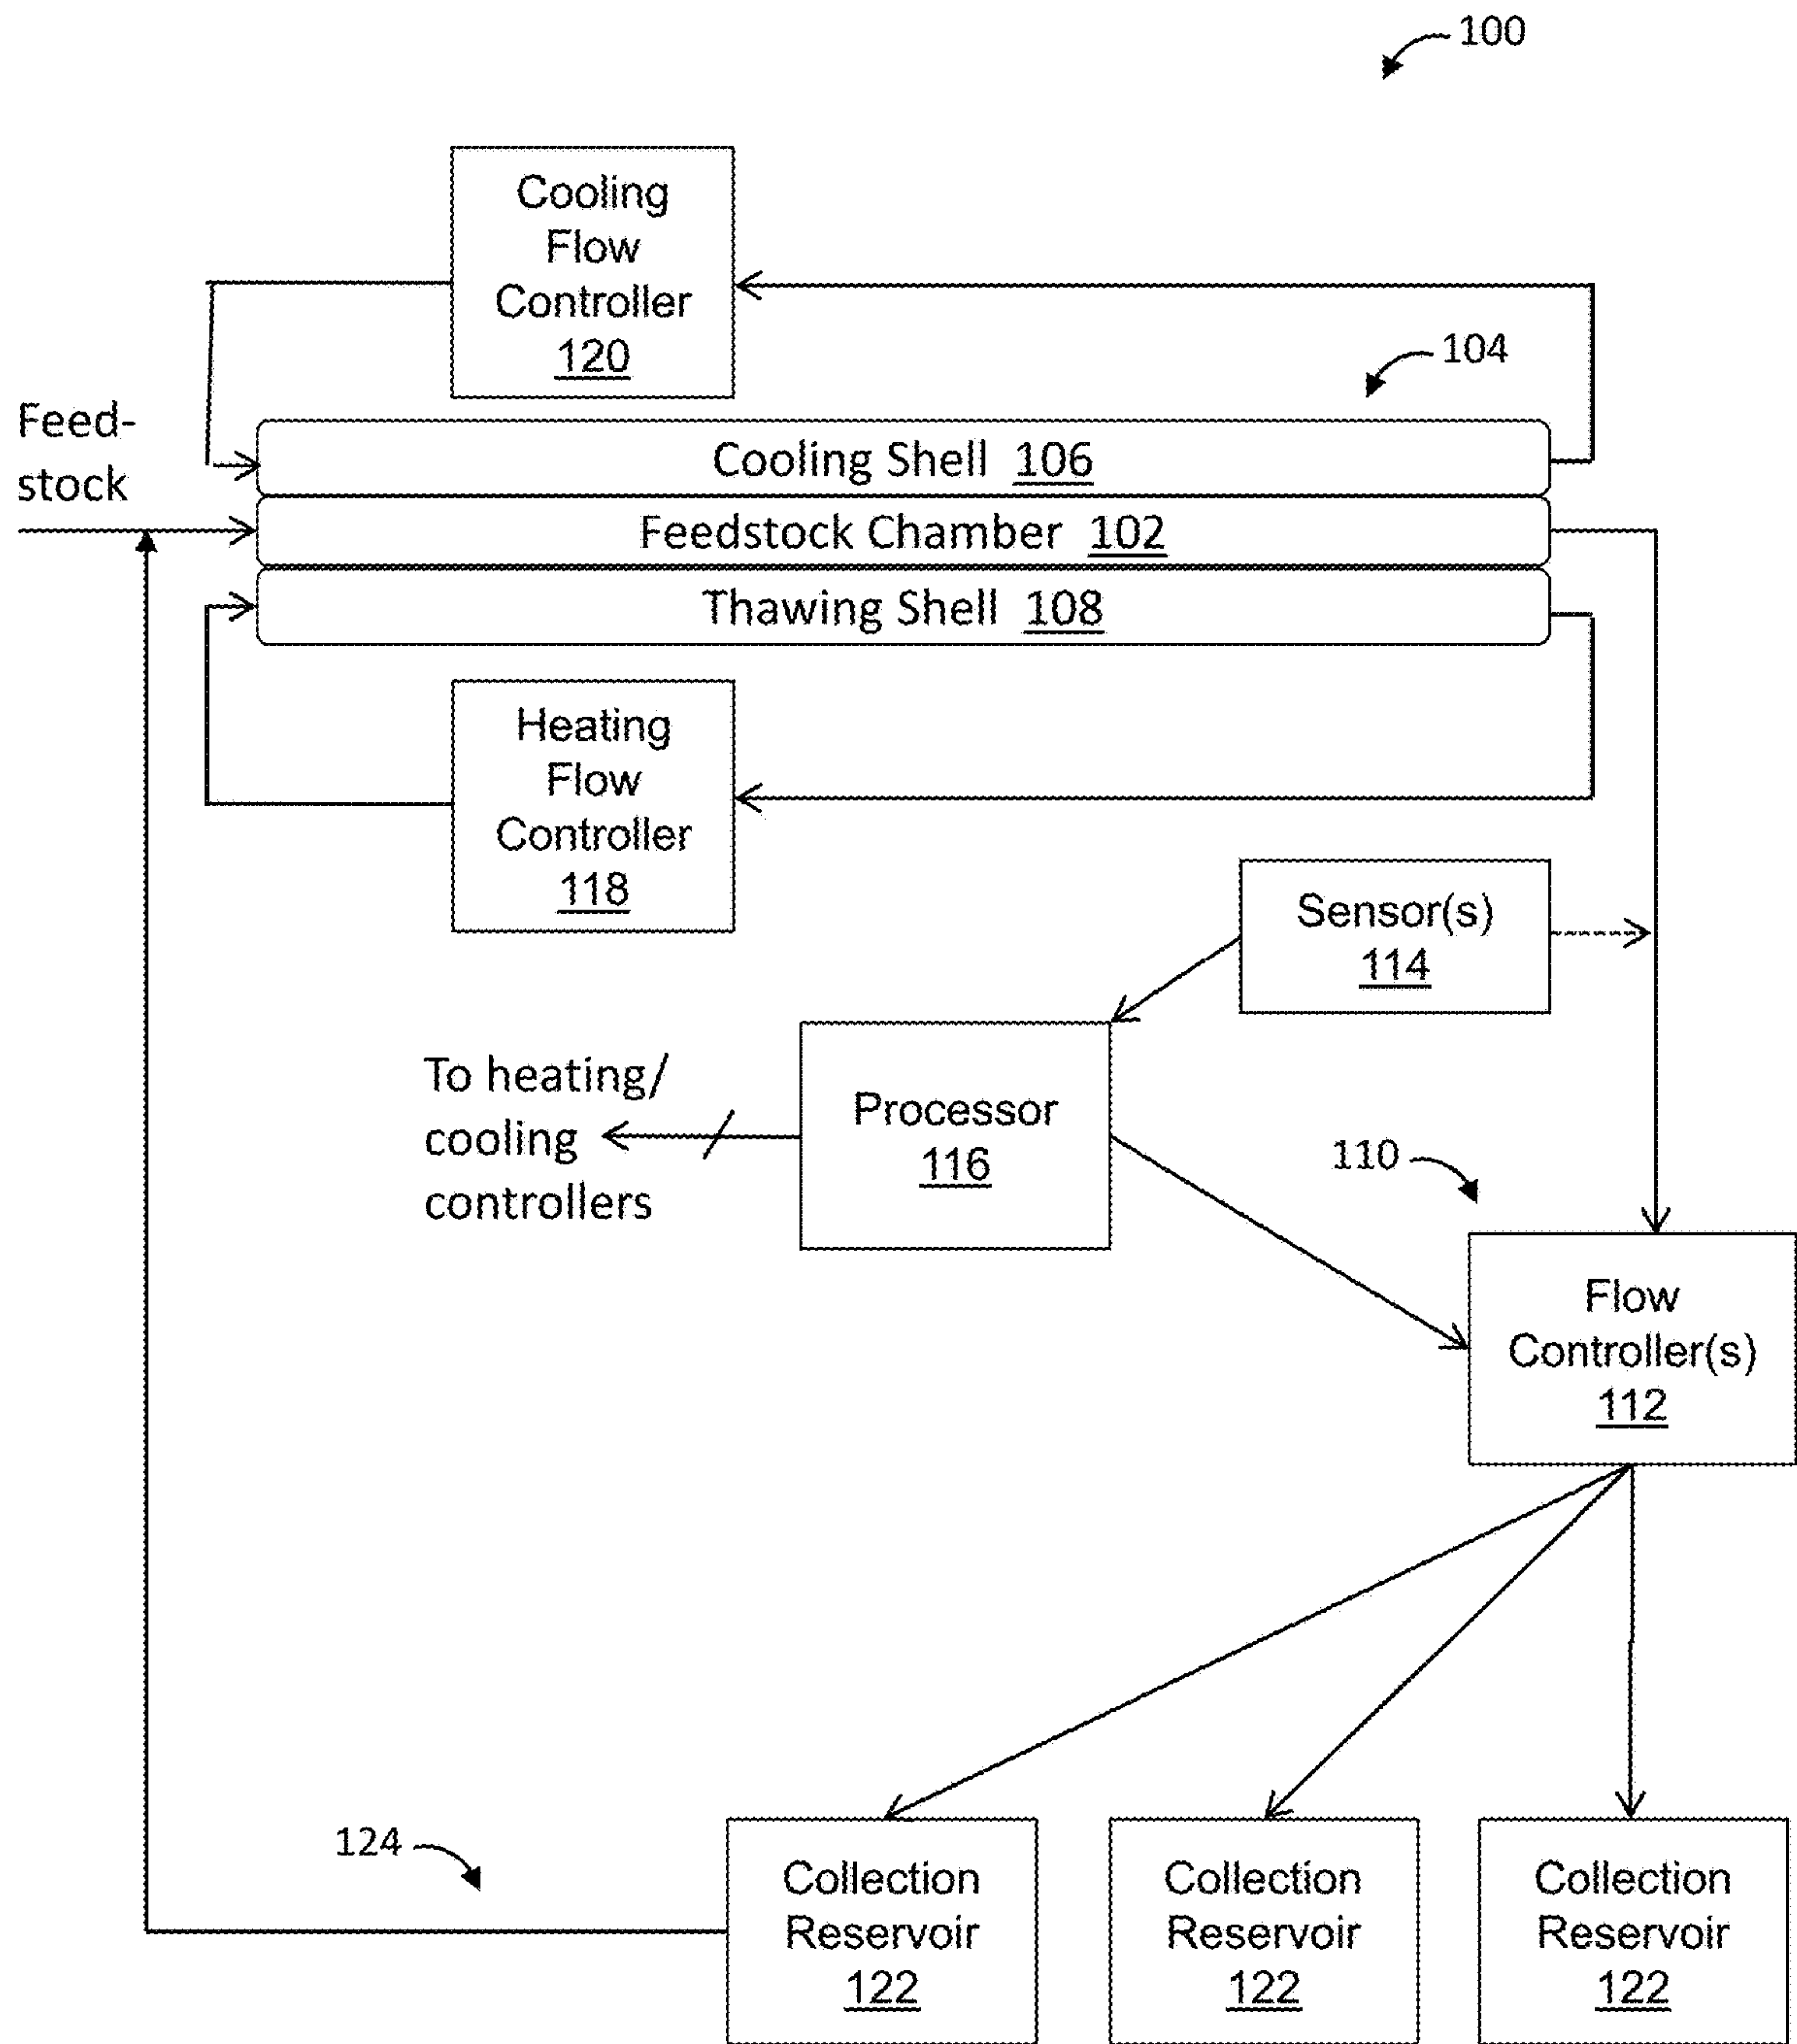 100
Cooling
Flow
Controller
120
104
Feed-
stock
Cooling Shell 106
Feedstock Chamber 102
Thawing Shell 108
Heating
Flow
Controller
118
Sensor(s)
114
To heating/
cooling
controllers
Processor
116
110
Flow
Controller(s)
112
124
Collection
Reservoir
122
Collection
Reservoir
122
Collection
Reservoir
122